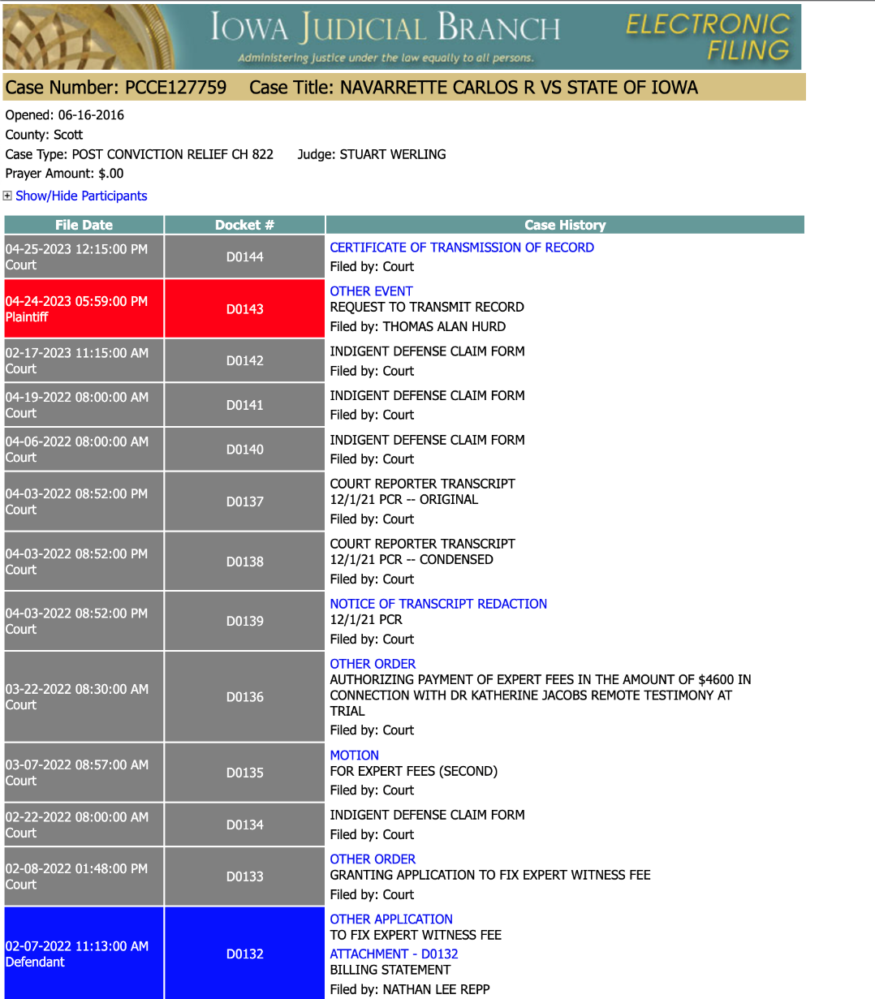 IOWA JUDICIAL BRANCH
Administering justice under the law equally to all persons.
ELECTRONIC
FILING
Case Number: PCCE127759 Case Title: NAVARRETTE CARLOS R VS STATE OF IOWA
Opened: 06-16-2016
County: Scott
Case Type: POST CONVICTION RELIEF CH 822 Judge: STUART WERLING
Prayer Amount: $.00
Show/Hide Participants
File Date Docket # Case History
04-25-2023 12:15:00 PM
Court
D0144
CERTIFICATE OF TRANSMISSION OF RECORD
Filed by: Court
04-24-2023 05:59:00 PM
Plaintiff
D0143
OTHER EVENT
REQUEST TO TRANSMIT RECORD
Filed by: THOMAS ALAN HURD
02-17-2023 11:15:00 AM
Court
D0142
INDIGENT DEFENSE CLAIM FORM
Filed by: Court
04-19-2022 08:00:00 AM
Court
D0141
INDIGENT DEFENSE CLAIM FORM
Filed by: Court
04-06-2022 08:00:00 AM
Court
D0140
INDIGENT DEFENSE CLAIM FORM
Filed by: Court
04-03-2022 08:52:00 PM
Court
D0137
COURT REPORTER TRANSCRIPT
12/1/21 PCR -- ORIGINAL
Filed by: Court
04-03-2022 08:52:00 PM
Court
D0138
COURT REPORTER TRANSCRIPT
12/1/21 PCR -- CONDENSED
Filed by: Court
04-03-2022 08:52:00 PM
Court
D0139
NOTICE OF TRANSCRIPT REDACTION
12/1/21 PCR
Filed by: Court
03-22-2022 08:30:00 AM
Court
D0136
OTHER ORDER
AUTHORIZING PAYMENT OF EXPERT FEES IN THE AMOUNT OF $4600 IN
CONNECTION WITH DR KATHERINE JACOBS REMOTE TESTIMONY AT
TRIAL
Filed by: Court
03-07-2022 08:57:00 AM
Court
D0135
MOTION
FOR EXPERT FEES (SECOND)
Filed by: Court
02-22-2022 08:00:00 AM
Court
D0134
INDIGENT DEFENSE CLAIM FORM
Filed by: Court
02-08-2022 01:48:00 PM
Court
D0133
OTHER ORDER
GRANTING APPLICATION TO FIX EXPERT WITNESS FEE
Filed by: Court
02-07-2022 11:13:00 AM
Defendant
D0132
OTHER APPLICATION
TO FIX EXPERT WITNESS FEE
ATTACHMENT - D0132
BILLING STATEMENT
Filed by: NATHAN LEE REPP